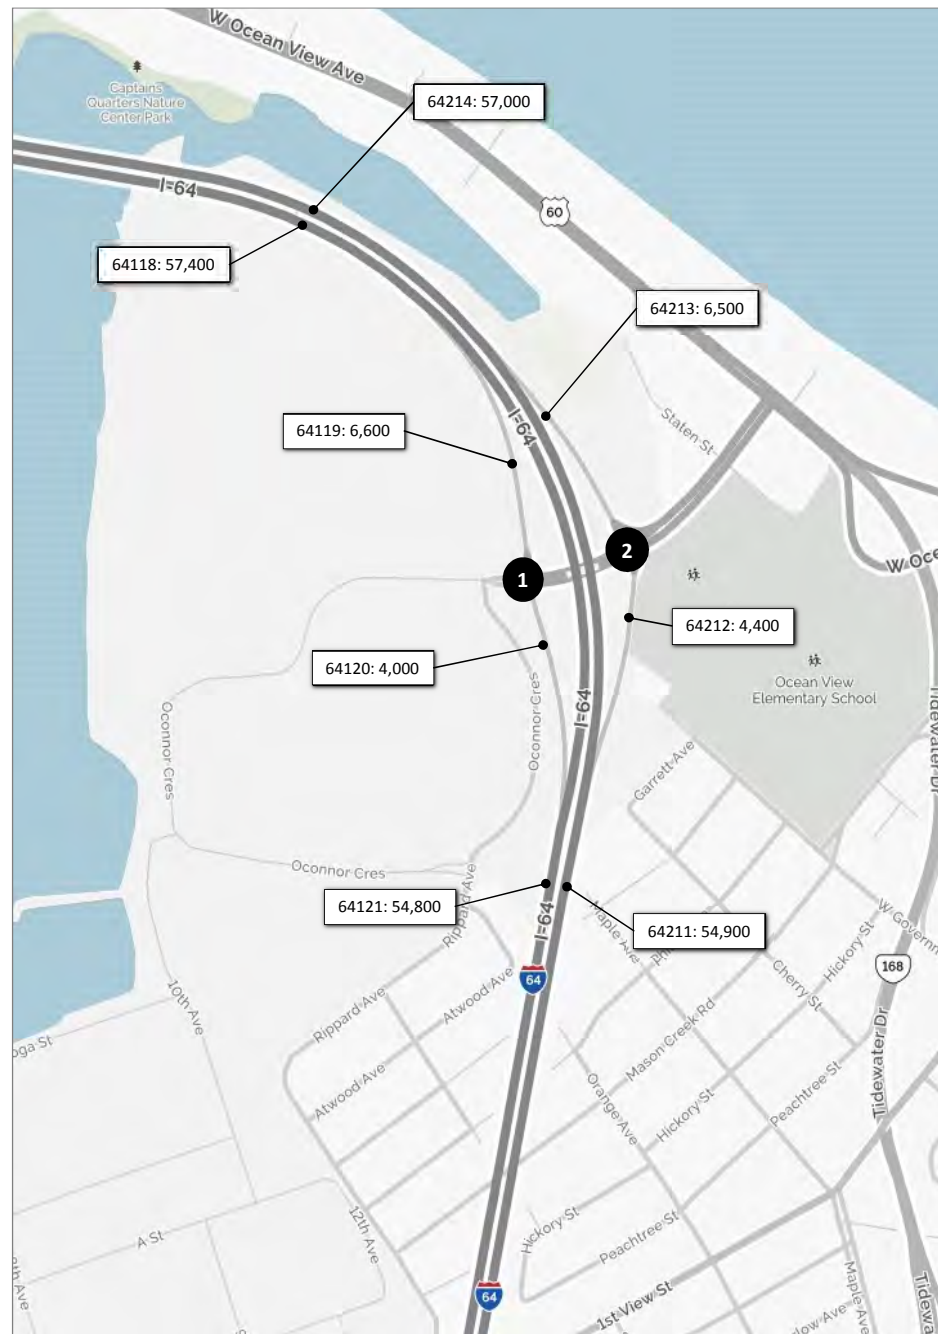 W Ocean View Ave
Captains
Quarters Nature
Center Park
64214: 57,000
I-64
60
64118: 57,400
64213: 6,500
I-64
Staten St
64119: 6,600
2
1
W Oce
64212: 4,400
64120: 4,000
Ocean View
Elementary School
Oconnor Cres
Oconnor Cres
I-64
Tidewater Dr
Garrett Ave
Oconnor Cres
64121: 54,800
Rippard Ave
I-64
Maple Ave
64211: 54,900
W Governm
Hickory St
168
Cherry St
64
10th Ave
Rippard Ave
Atwood Ave
Mason Creek Rd
oga St
Atwood Ave
Orange Ave
Hickory St
Peachtree St
Tidewater Dr
A St
12th Ave
Hickory St
Peachtree St
64
1st View St
Maple Ave
Tidewa
low Ave